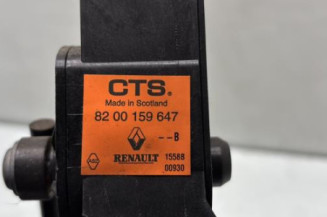 CTS®
Made in Scotland
82 00 159 647
--B
RENAULT 15588
00930